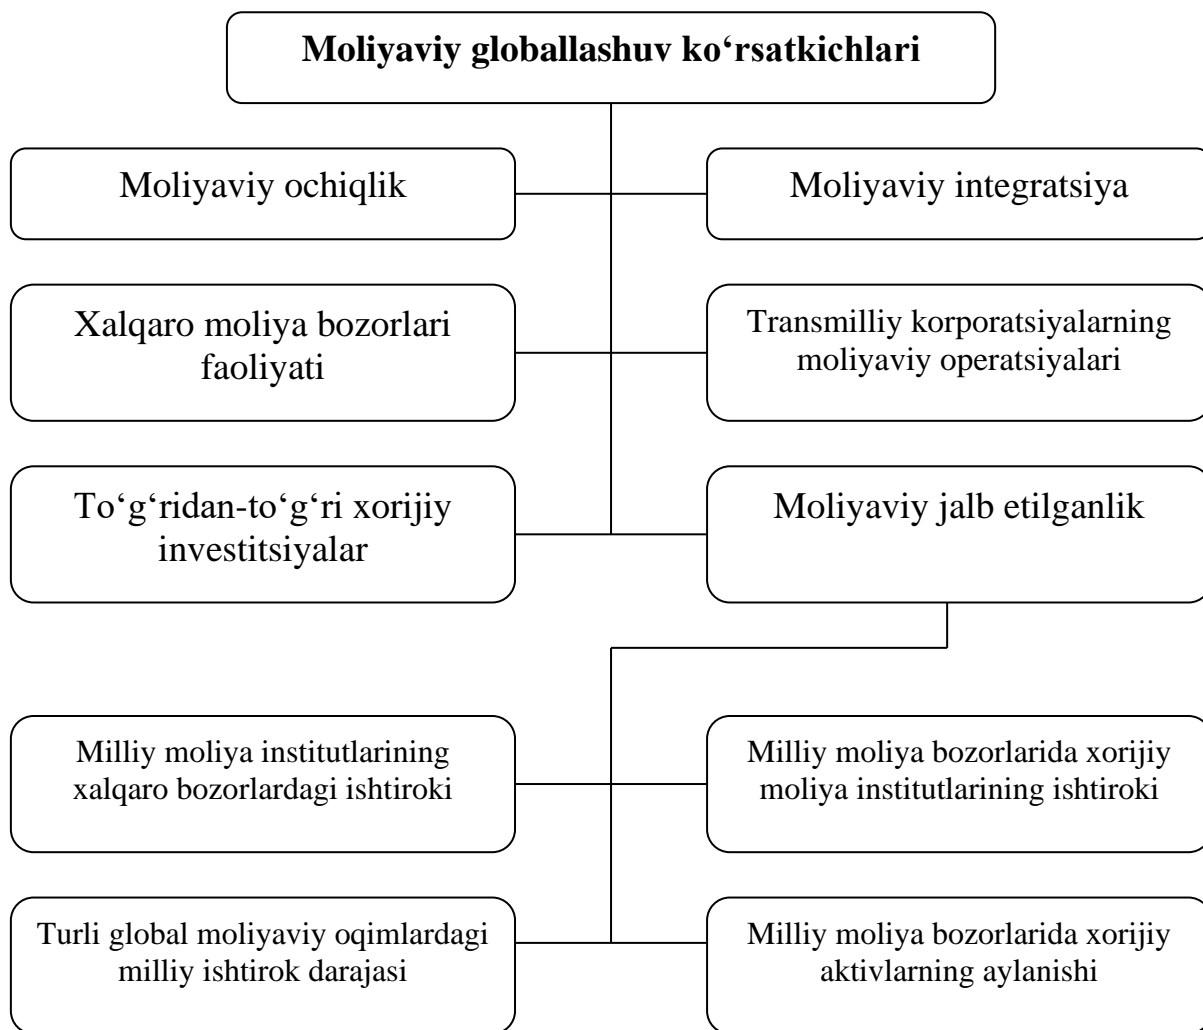 Moliyaviy globallashuv ko‘rsatkichlari
Moliyaviy ochiqlik
Moliyaviy integratsiya
Xalqaro moliya bozorlari
faoliyati
Transmilliy korporatsiyalarning
moliyaviy operatsiyalari
To‘g‘ridan-to‘g‘ri xorijiy
investitsiyalar
Moliyaviy jalb etilganlik
Milliy moliya institutlarining
xalqaro bozorlardagi ishtiroki
Milliy moliya bozorlarida xorijiy
moliya institutlarining ishtiroki
Turli global moliyaviy oqimlardagi
milliy ishtirok darajasi
Milliy moliya bozorlarida xorijiy
aktivlarning aylanishi